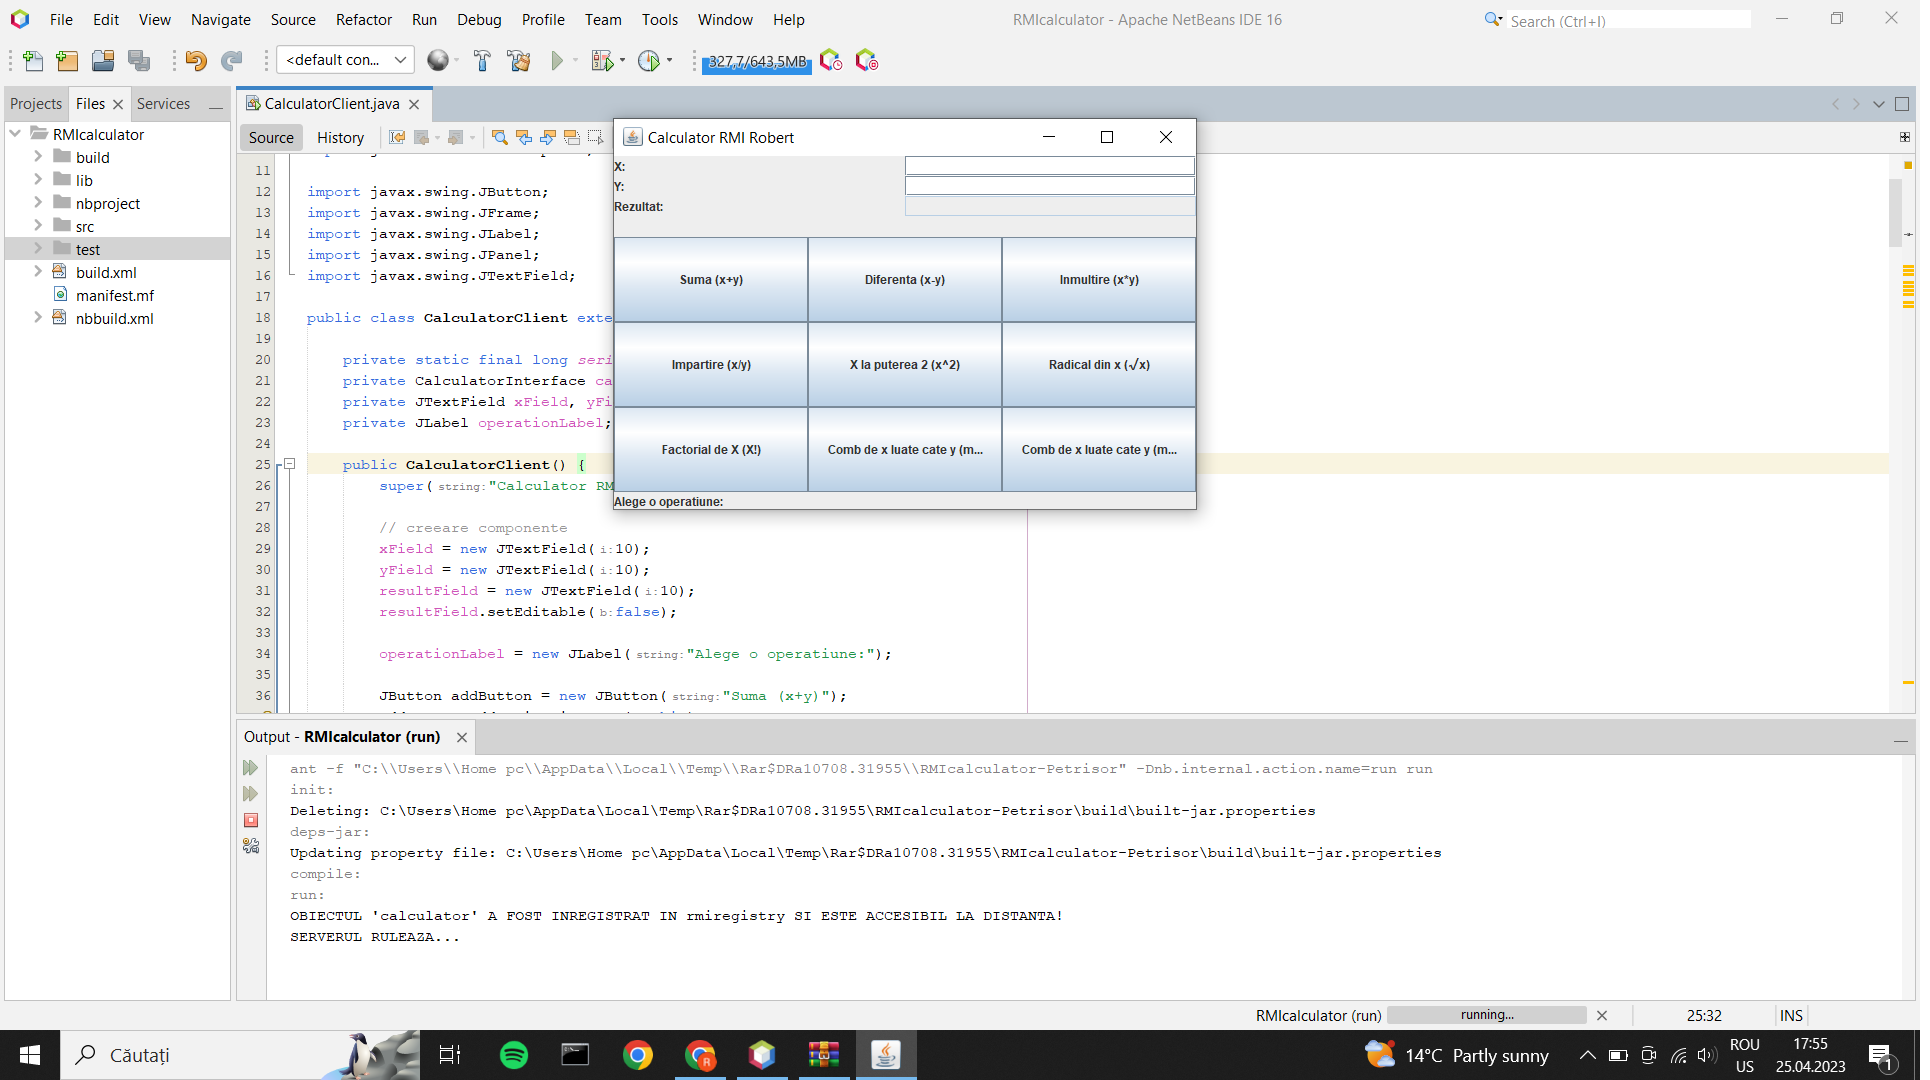 File Edit View Navigate Source Refactor Run Debug Profile Team Tools Window Help
RMIcalculator - Apache NetBeans IDE 16
Search (Ctrl+I)
<default con...
327,7/643,5MB
Projects Files Services
RMIcalculator
build
lib
nbproject
src
test
build.xml
manifest.mf
nbbuild.xml
CalculatorClient.java
Source History
11
12 import javax.swing.JButton;
13 import javax.swing.JFrame;
14 import javax.swing.JLabel;
15 import javax.swing.JPanel;
16 import javax.swing.JTextField;
17
18 public class CalculatorClient exte
19
20 private static final long seri
21 private CalculatorInterface ca
22 private JTextField xField, yFi
23 private JLabel operationLabel;
24
25 public CalculatorClient() {
26 super(string:"Calculator RM
27
28 // creeare componente
29 xField = new JTextField(i:10);
30 yField = new JTextField(i:10);
31 resultField = new JTextField(i:10);
32 resultField.setEditable(b:false);
33
34 operationLabel = new JLabel(string:"Alege o operatiune:");
35
36 JButton addButton = new JButton(string:"Suma (x+y)");
Calculator RMI Robert
X:
Y:
Rezultat:
Suma (x+y) Diferenta (x-y) Inmultire (x*y)
Impartire (x/y) X la puterea 2 (x^2) Radical din x (√x)
Factorial de X (X!) Comb de x luate cate y (m... Comb de x luate cate y (m...
Alege o operatiune:
Output - RMIcalculator (run)
ant -f "C:\\Users\\Home pc\\AppData\\Local\\Temp\\Rar$DRa10708.31955\\RMIcalculator-Petrisor" -Dnb.internal.action.name=run run
init:
Deleting: C:\Users\Home pc\AppData\Local\Temp\Rar$DRa10708.31955\RMIcalculator-Petrisor\build\built-jar.properties
deps-jar:
Updating property file: C:\Users\Home pc\AppData\Local\Temp\Rar$DRa10708.31955\RMIcalculator-Petrisor\build\built-jar.properties
compile:
run:
OBIECTUL 'calculator' A FOST INREGISTRAT IN rmiregistry SI ESTE ACCESIBIL LA DISTANTA!
SERVERUL RULEAZA...
RMIcalculator (run) running... 25:32 INS
Căutați
14°C Partly sunny
ROU
US
17:55
25.04.2023
1